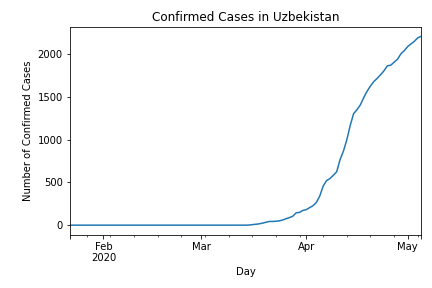 Confirmed Cases in Uzbekistan
Number of Confirmed Cases
2000
1500
1000
500
0
Feb
2020
Mar
Apr
May
Day